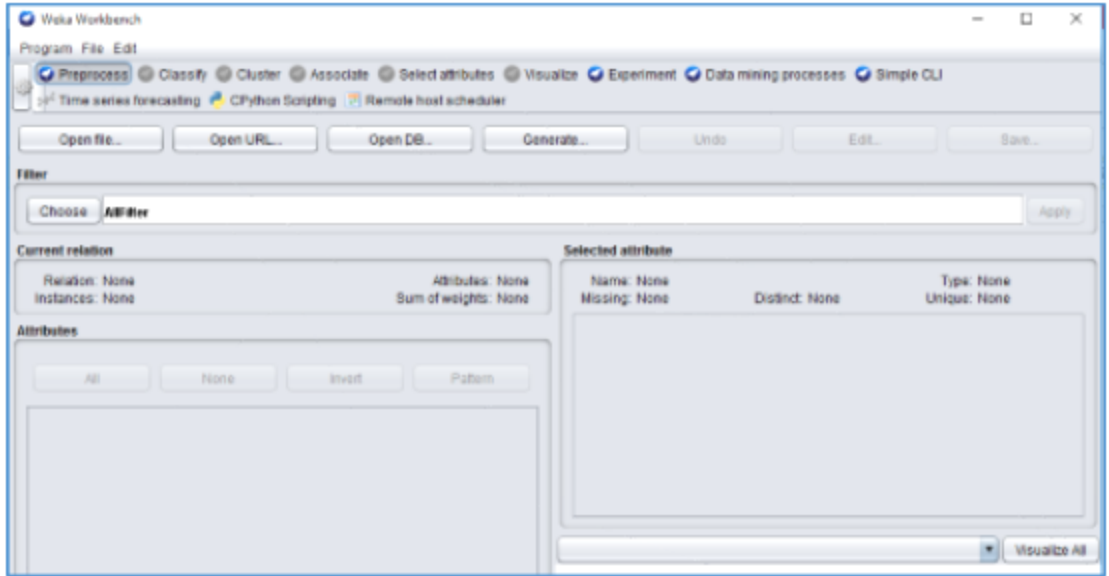 Weka Workbench
Program File Edit
Preprocess Classify Cluster Associate Select attributes Visualize Experiment Data mining processes Simple CLI
Time series forecasting CPython Scripting Remote host scheduler
Open file... Open URL... Open DB... Generate... Undo Edit... Save...
Filter
Choose AllFilter Apply
Current relation Selected attribute
Relation: None Attributes: None Name: None Type: None
Instances: None Sum of weights: None Missing: None Distinct: None Unique: None
Attributes
All None Invert Pattern
Visualize All